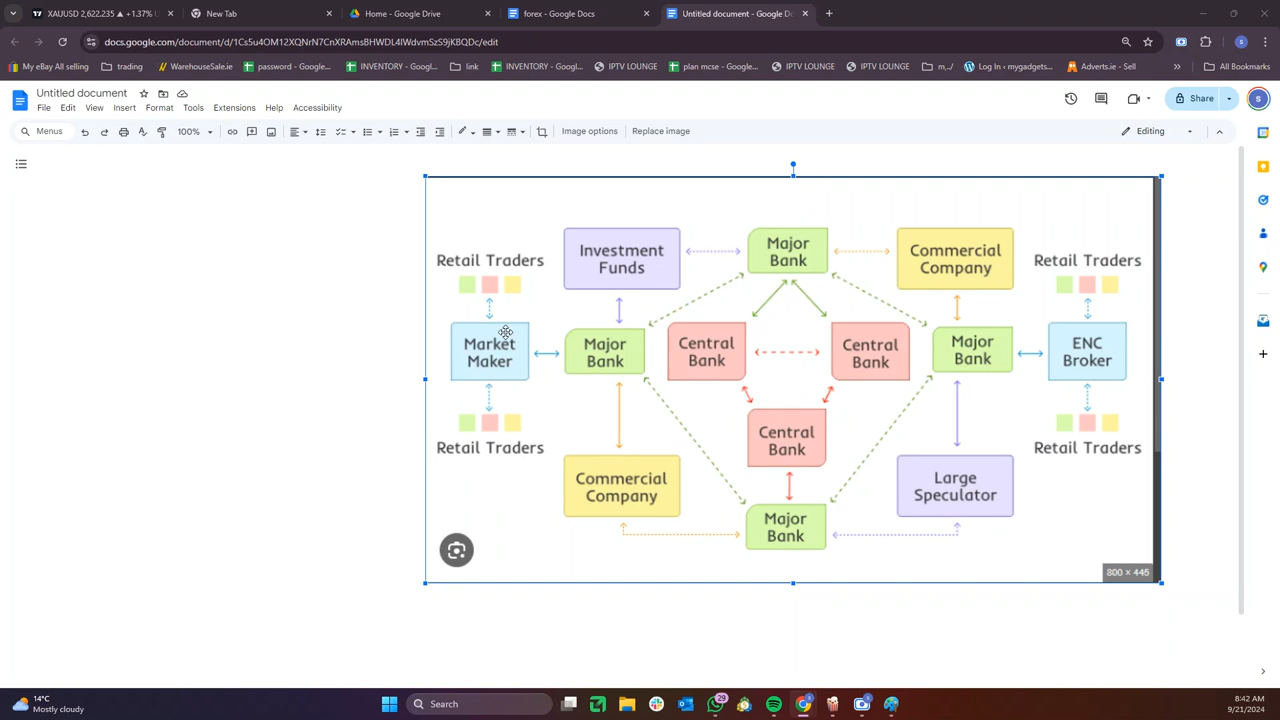 XAUUSD 2,622.235 ▲ +1.37%
New Tab
Home - Google Drive
forex - Google Docs
Untitled document - Google Do
docs.google.com/document/d/1Cs5u4OM12XQNrN7CnXRAmsBHWDL4IWdvmSzS9jKBQDc/edit
My eBay All selling
trading
WarehouseSale.ie
password - Google...
INVENTORY - Googl...
link
INVENTORY - Googl...
IPTV LOUNGE
plan mcse - Google...
IPTV LOUNGE
IPTV LOUNGE
m,../
Log In ‹ mygadgets...
Adverts.ie - Sell
All Bookmarks
Untitled document
File Edit View Insert Format Tools Extensions Help Accessibility
Share
Menus
100%
Image options
Replace image
Editing
Retail Traders
Investment
Funds
Major
Bank
Commercial
Company
Retail Traders
Market
Maker
Major
Bank
Central
Bank
Central
Bank
Major
Bank
ENC
Broker
Retail Traders
Central
Bank
Retail Traders
Commercial
Company
Major
Bank
Large
Speculator
800 × 445
14°C
Mostly cloudy
Search
29
8:42 AM
9/21/2024